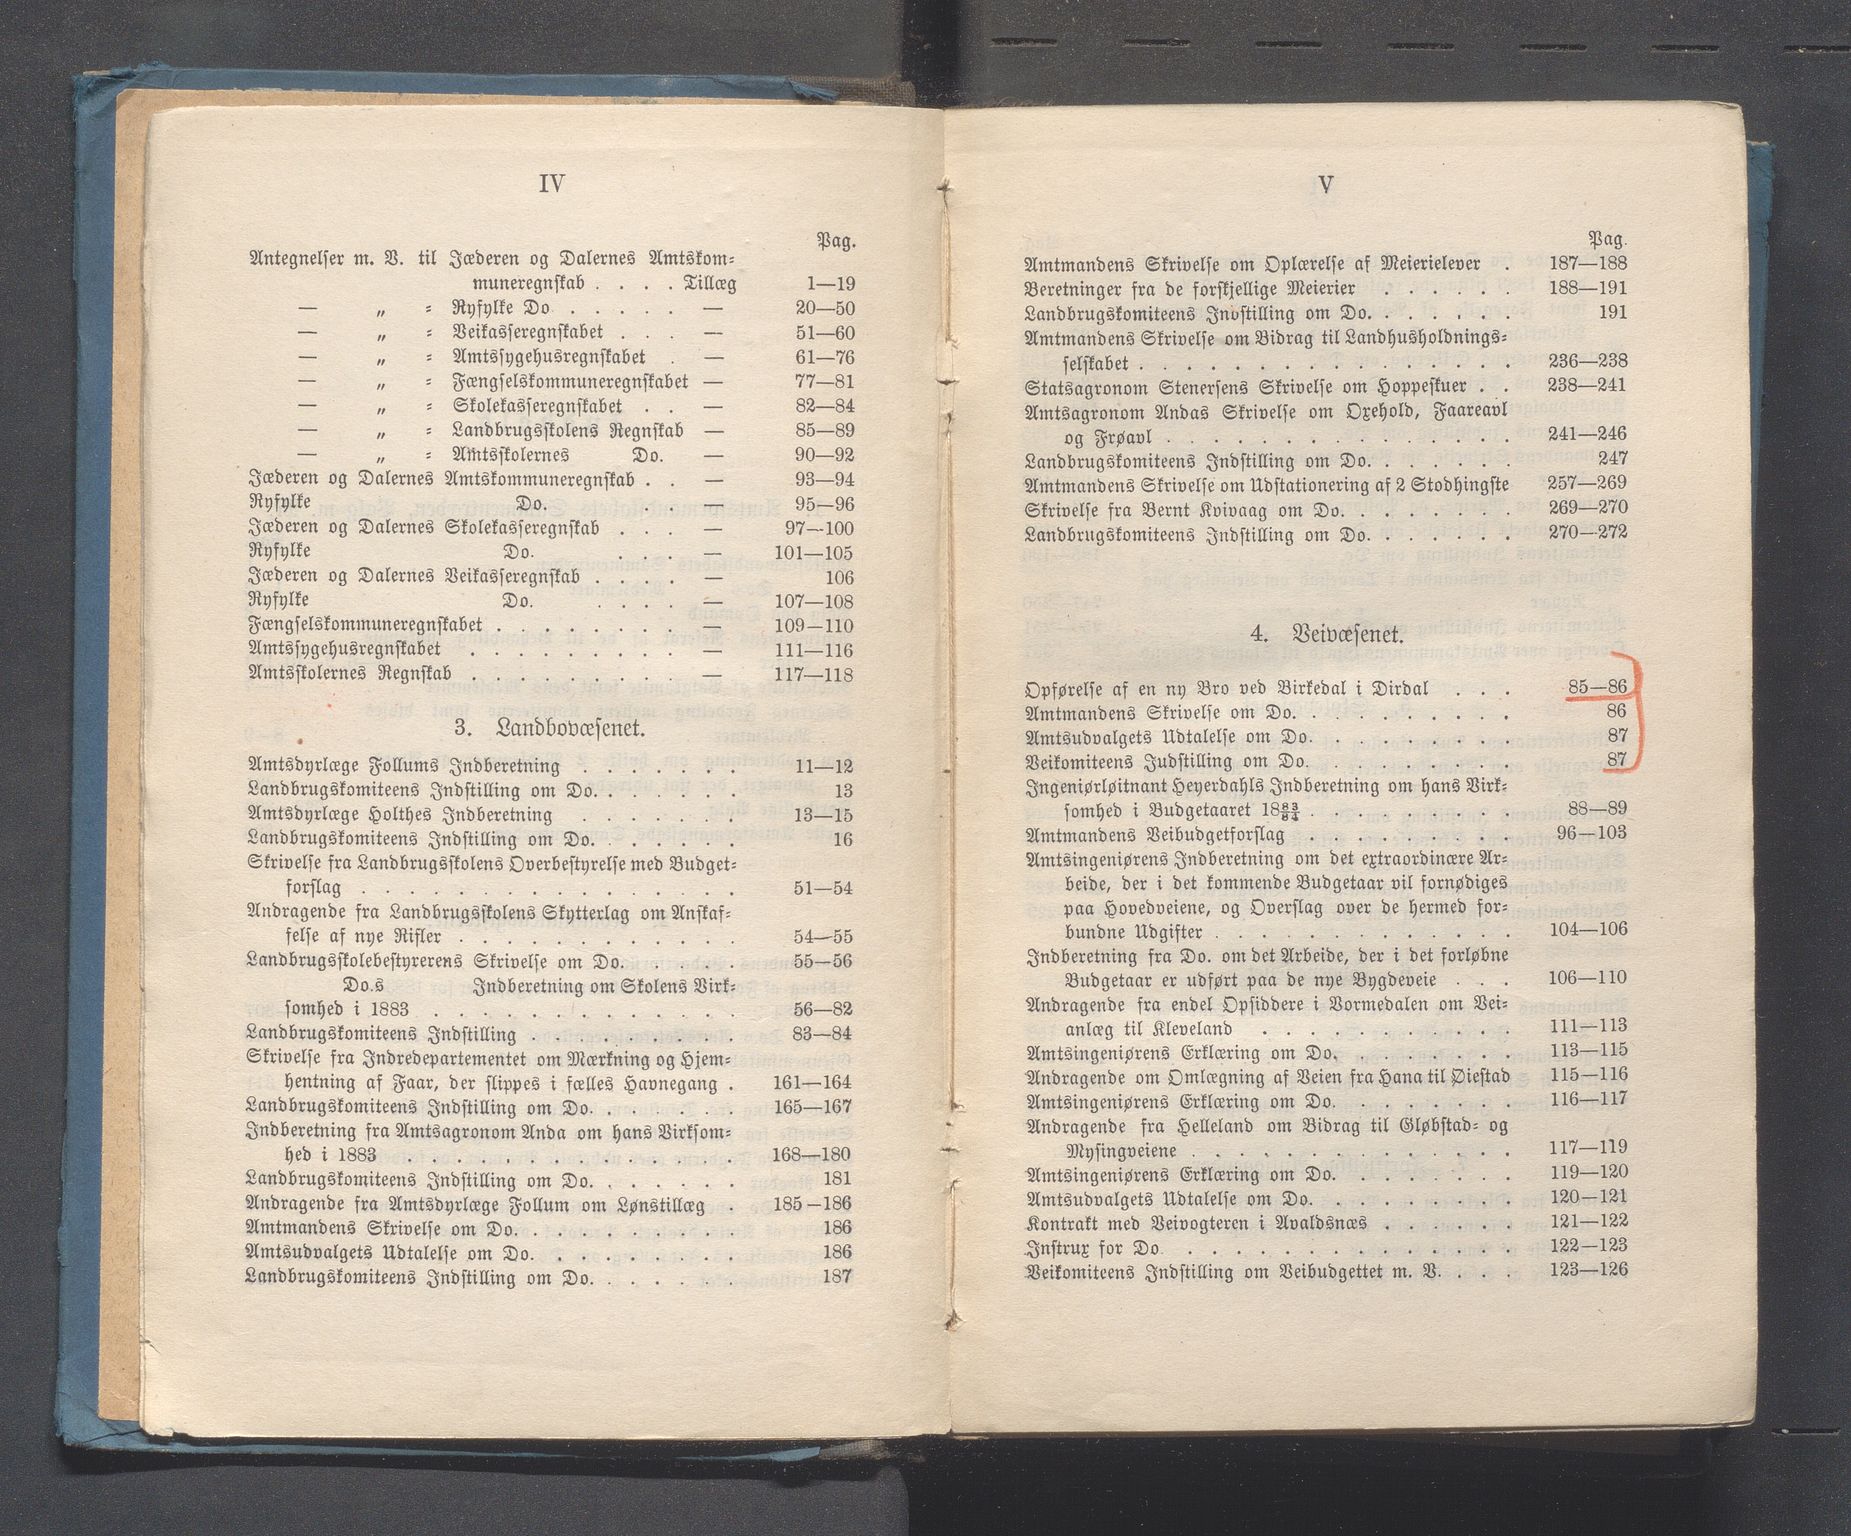 IV
Pag.
Antegnelser m. V. til Jæderen og Dalernes Amtskom-
muneregnskab . . . . Tillæg 1—19
— „ - Ryfylke Do . . . . . — 20—50
— „ - Veikasseregnskabet . . . — 51—60
— „ - Amtssygehusregnskabet . — 61—76
— „ - Fængselskommuneregnskabet — 77—81
— „ - Skolekasseregnskabet . . — 82—84
— „ - Landbrugsskolens Regnskab — 85—89
— „ - Amtsskolernes Do. — 90—92
Jæderen og Dalernes Amtskommuneregnskab . . — 93—94
Ryfylke Do. . . . . — 95—96
Jæderen og Dalernes Skolekasseregnskab . . . — 97—100
Ryfylke Do. . . . . — 101—105
Jæderen og Dalernes Veikasseregnskab . . . . — 106
Ryfylke Do. . . . . — 107—108
Fængselskommuneregnskabet . . . . . . . . — 109—110
Amtssygehusregnskabet . . . . . . . . . — 111—116
Amtsskolernes Regnskab . . . . . . . . . — 117—118
3. Landbovæsenet.
Amtsdyrlæge Follums Indberetning . . . . . . . 11—12
Landbrugskomiteens Indstilling om Do. . . . . . . 13
Amtsdyrlæge Holthes Indberetning . . . . . . . 13—15
Landbrugskomiteens Indstilling om Do. . . . . . . 16
Skrivelse fra Landbrugsskolens Overbestyrelse med Budget-
forslag . . . . . . . . . . . . . . . . 51—54
Andragende fra Landbrugsskolens Skytterlag om Anskaf-
felse af nye Rifler . . . . . . . . . . . . 54—55
Landbrugsskolebestyrerens Skrivelse om Do. . . . . 55—56
Do.s Indberetning om Skolens Virk-
somhed i 1883 . . . . . . . . . . . . . 56—82
Landbrugskomiteens Indstilling . . . . . . . . . 83—84
Skrivelse fra Indredepartementet om Mærkning og Hjem-
hentning af Faar, der slippes i fælles Havnegang . 161—164
Landbrugskomiteens Indstilling om Do. . . . . . . 165—167
Indberetning fra Amtsagronom Anda om hans Virksom-
hed i 1883 . . . . . . . . . . . . . . 168—180
Landbrugskomiteens Indstilling om Do. . . . . . . 181
Andragende fra Amtsdyrlæge Follum om Lønstillæg . 185—186
Amtmandens Skrivelse om Do. . . . . . . . . . 186
Amtsudvalgets Udtalelse om Do. . . . . . . . . 186
Landbrugskomiteens Indstilling om Do. . . . . . . 187
V
Pag.
Amtmandens Skrivelse om Oplærelse af Meierielever . 187—188
Beretninger fra de forskjellige Meierier . . . . . . 188—191
Landbrugskomiteens Indstilling om Do. . . . . . . 191
Amtmandens Skrivelse om Bidrag til Landhusholdnings-
selskabet . . . . . . . . . . . . . . . 236—238
Statsagronom Stenersens Skrivelse om Hoppeskuer . . 238—241
Amtsagronom Andas Skrivelse om Oxehold, Faareavl
og Frøavl . . . . . . . . . . . . . . . 241—246
Landbrugskomiteens Indstilling om Do. . . . . . . 247
Amtmandens Skrivelse om Udstationering af 2 Stodhingste 257—269
Skrivelse fra Bernt Kvivaag om Do. . . . . . . . 269—270
Landbrugskomiteens Indstilling om Do. . . . . . . 270—272
4. Veivæsenet.
Opførelse af en ny Bro ved Birkedal i Dirdal . . . 85—86
Amtmandens Skrivelse om Do. . . . . . . . . . 86
Amtsudvalgets Udtalelse om Do. . . . . . . . . 87
Veikomiteens Judstilling om Do. . . . . . . . . 87
Ingeniørløitnant Heyerdahls Indberetning om hans Virk-
somhed i Budgetaaret 18 83/84 . . . . . . . . . 88—89
Amtmandens Veibudgetforslag . . . . . . . . . 96—103
Amtsingeniørens Indberetning om det extraordinære Ar-
beide, der i det kommende Budgetaar vil fornødiges
paa Hovedveiene, og Overslag over de hermed for-
bundne Udgifter . . . . . . . . . . . . . 104—106
Indberetning fra Do. om det Arbeide, der i det forløbne
Budgetaar er udført paa de nye Bygdeveie . . . 106—110
Andragende fra endel Opsiddere i Vormedalen om Vei-
anlæg til Kleveland . . . . . . . . . . . 111—113
Amtsingeniørens Erklæring om Do. . . . . . . . 113—115
Andragende om Omlægning af Veien fra Hana til Øiestad 115—116
Amtsingeniørens Erklæring om Do. . . . . . . . 116—117
Andragende fra Helleland om Bidrag til Gløbstad- og
Mysingveiene . . . . . . . . . . . . . . 117—119
Amtsingeniørens Erklæring om Do. . . . . . . . 119—120
Amtsudvalgets Udtalelse om Do. . . . . . . . . 120—121
Kontrakt med Veivogteren i Avaldsnæs . . . . . . 121—122
Instrux for Do . . . . . . . . . . . . . . 122—123
Veikomiteens Indstilling om Veibudgettet m. V. . . . 123—126